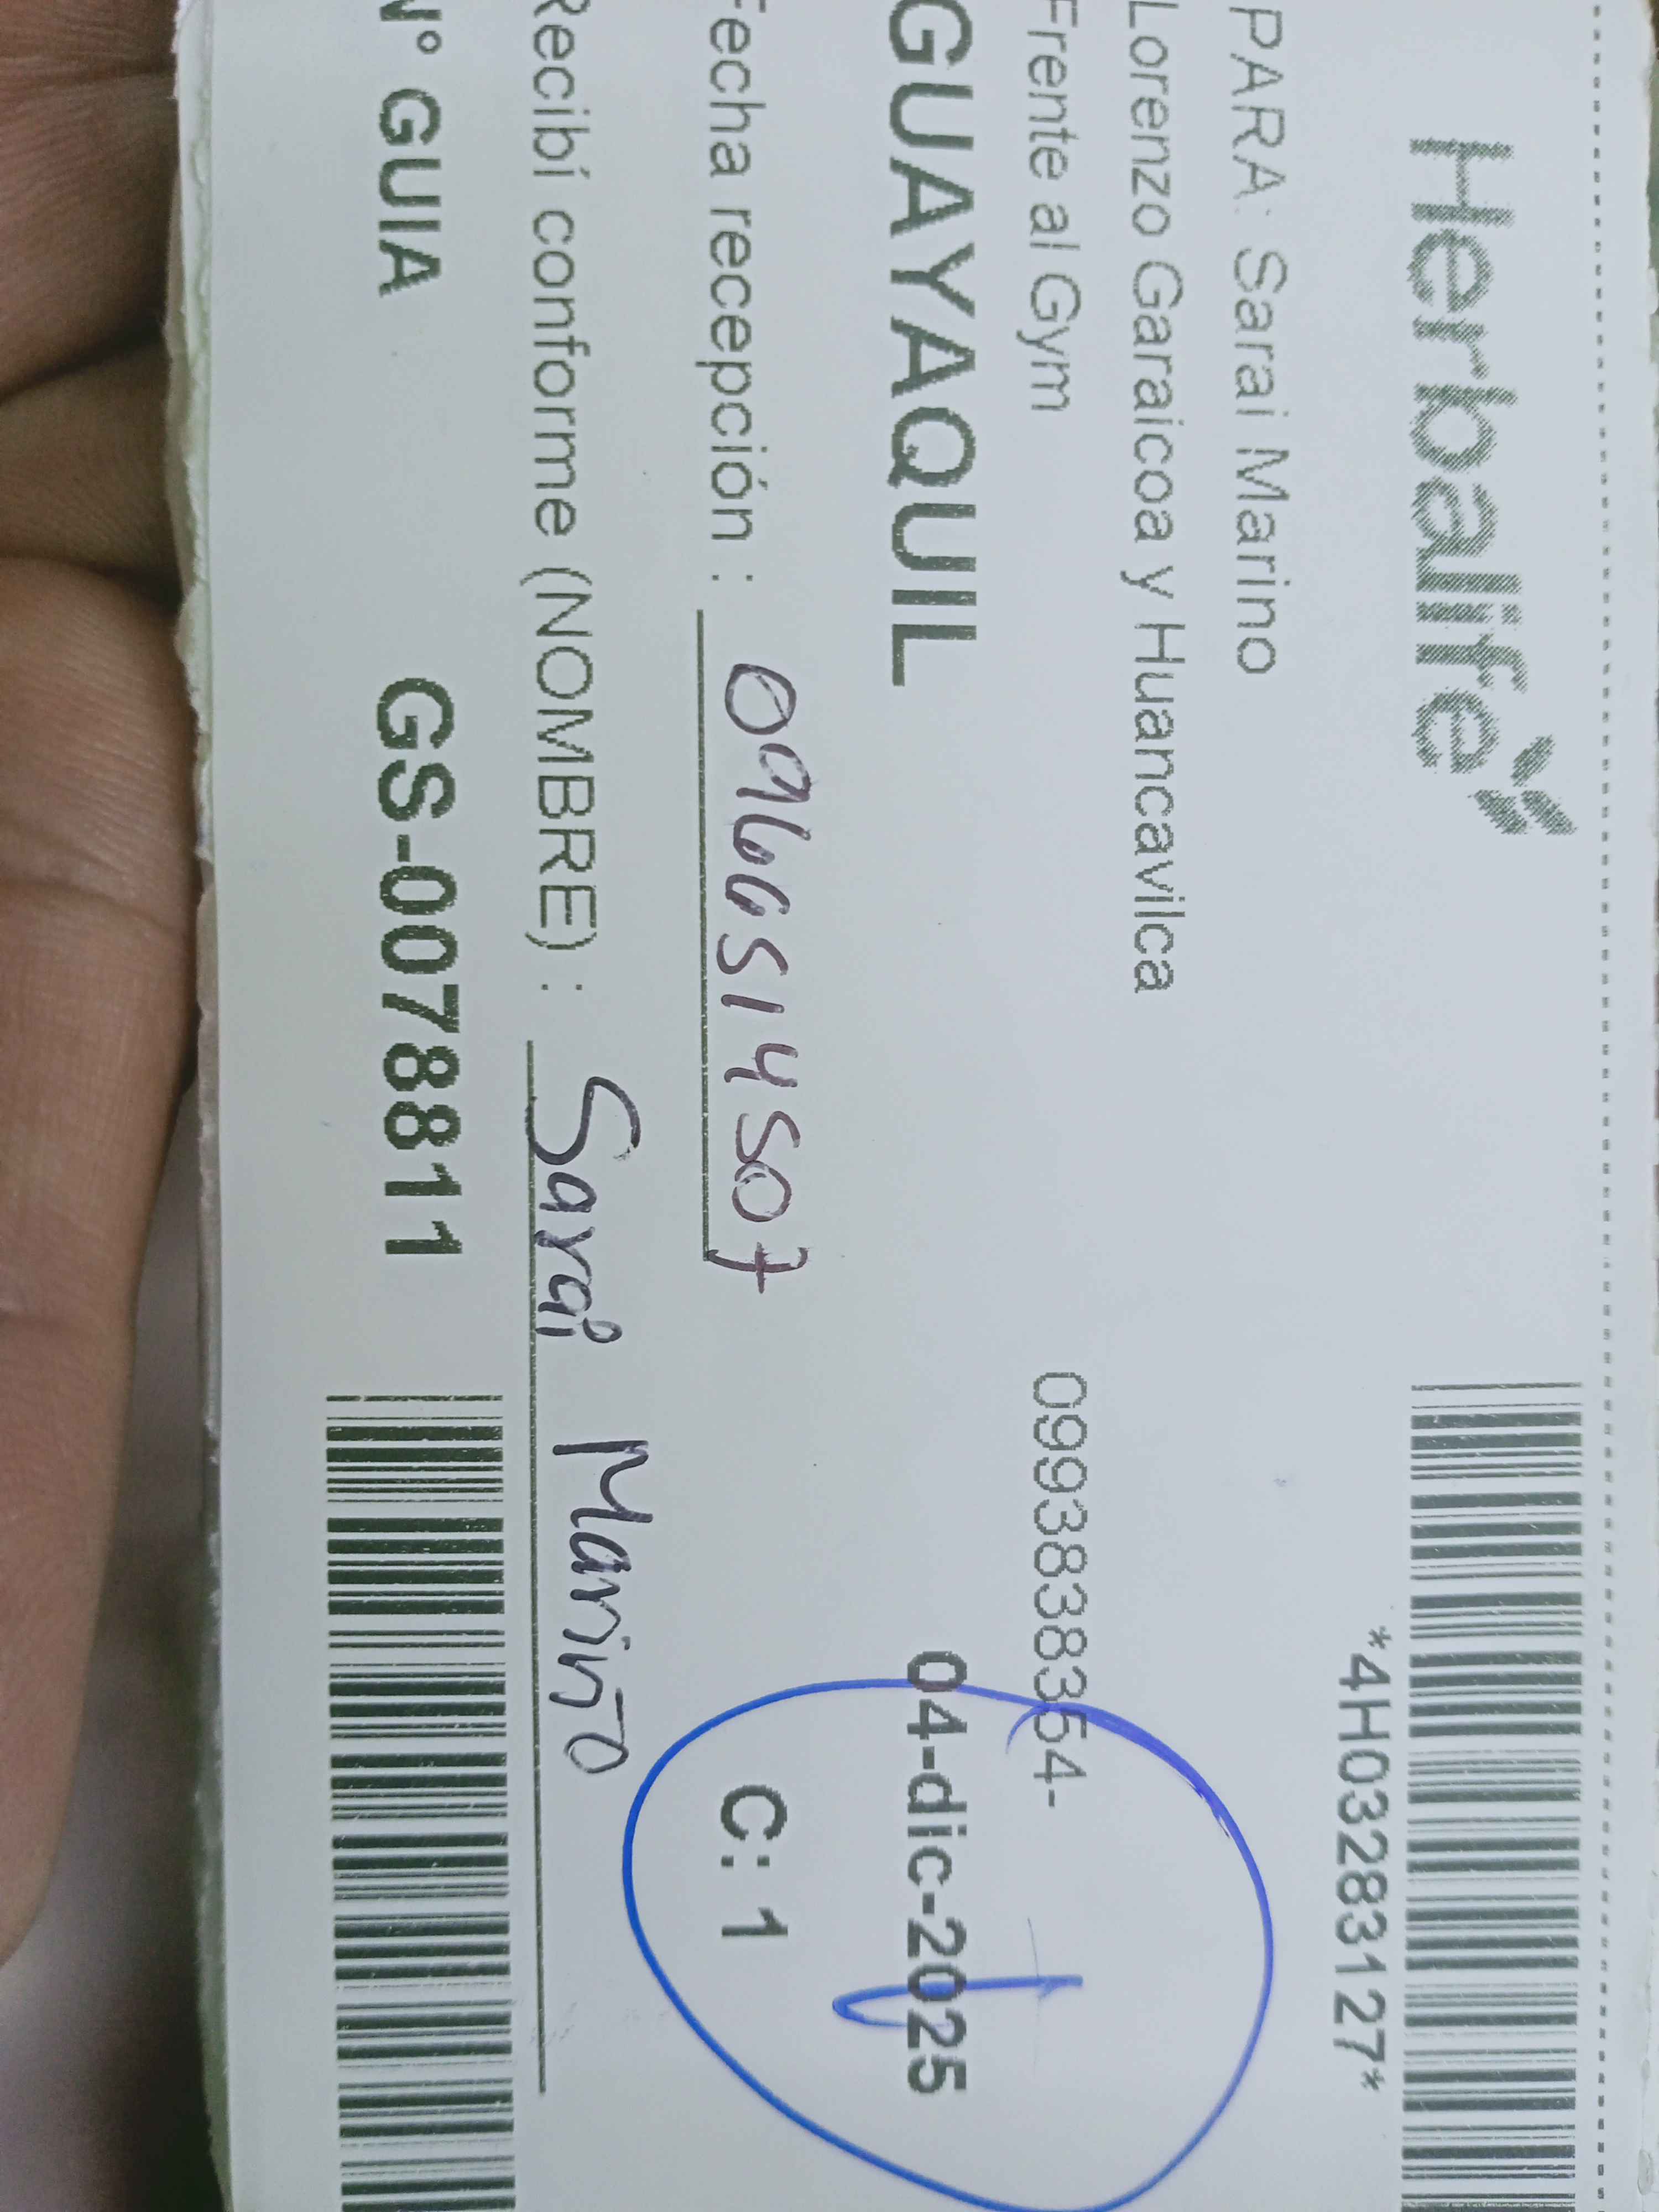 Herbalife
*4H03283127*
PARA: Sarai Marino
Lorenzo Garaicoa y Huancavilca
Frente al Gym 0993838354-
GUAYAQUIL 04-dic-2025
Fecha recepción : 0966514507 C: 1
Recibí conforme (NOMBRE) : Sarai Mariño
N° GUIA GS-0078811